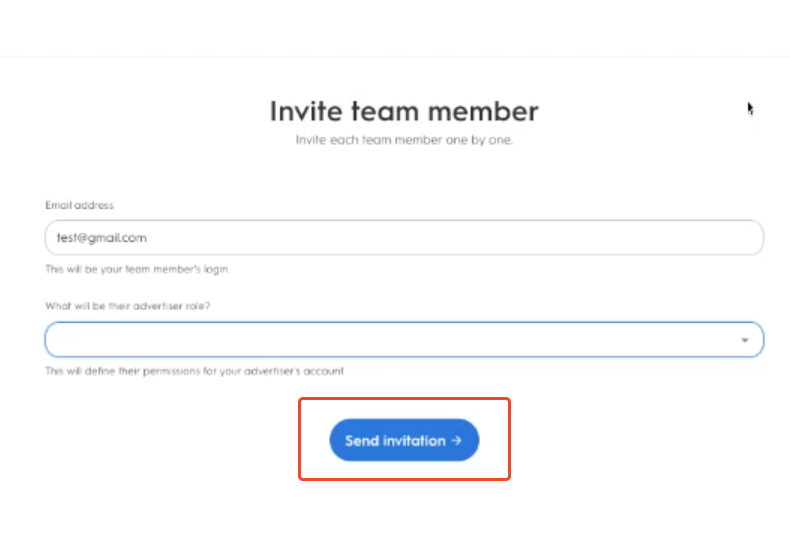 Invite team member
Invite each team member one by one.
Email address
test@gmail.com
This will be your team member's login
What will be their advertiser role?
This will define their permissions for your advertiser's account
Send invitation →